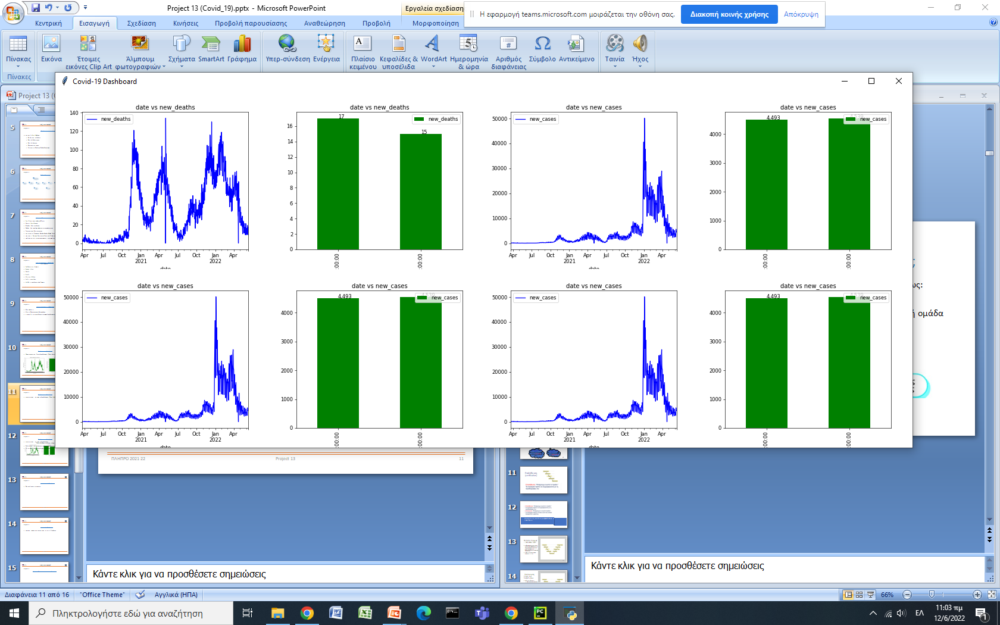 Project 13 (Covid_19).pptx - Microsoft PowerPoint
Εργαλεία σχεδίαση
Η εφαρμογή teams.microsoft.com μοιράζεται την οθόνη σας.
Διακοπή κοινής χρήσης
Απόκρυψη
Κεντρική
Εισαγωγή
Σχεδίαση
Κινήσεις
Προβολή παρουσίασης
Αναθεώρηση
Προβολή
Μορφοποίηση
Πίνακας
Εικόνα
Έτοιμες εικόνες Clip Art
Άλμπουμ φωτογραφιών
Σχήματα
SmartArt
Γράφημα
Υπερ-σύνδεση
Ενέργεια
Πλαίσιο κειμένου
Κεφαλίδες & υποσέλιδα
WordArt
Ημερομηνία & ώρα
Αριθμός διαφάνειας
Σύμβολο
Αντικείμενο
Ταινία
Ήχος
Πίνακες
Covid-19 Dashboard
Project 13 (
date vs new_deaths
new_deaths
140
120
100
80
60
40
20
0
Apr Jul Oct Jan Apr Jul Oct Jan Apr
2021 2022
date
date vs new_deaths
new_deaths
17
15
16
14
12
10
8
6
4
2
0
:00:00
:00:00
date vs new_cases
new_cases
50000
40000
30000
20000
10000
0
Apr Jul Oct Jan Apr Jul Oct Jan Apr
2021 2022
date
date vs new_cases
new_cases
4,493
4,539
4000
3000
2000
1000
0
:00:00
:00:00
date vs new_cases
new_cases
50000
40000
30000
20000
10000
0
Apr Jul Oct Jan Apr Jul Oct Jan Apr
2021 2022
date
date vs new_cases
new_cases
4,493
4,539
4000
3000
2000
1000
0
:00:00
:00:00
date vs new_cases
new_cases
50000
40000
30000
20000
10000
0
Apr Jul Oct Jan Apr Jul Oct Jan Apr
2021 2022
date
date vs new_cases
new_cases
4,493
4,539
4000
3000
2000
1000
0
:00:00
:00:00
5
6
7
8
9
10
11
12
13
14
15
ως:
ή ομάδα
ΠΛΗΠΡΟ 2021 22
Project 13
11
11
12
13
14
Κάντε κλικ για να προσθέσετε σημειώσεις
Κάντε κλικ για να προσθέσετε σημειώσεις
Διαφάνεια 11 από 16
"Office Theme"
Αγγλικά (ΗΠΑ)
66%
Πληκτρολογήστε εδώ για αναζήτηση
ΕΛ
11:03 πμ
12/6/2022
1